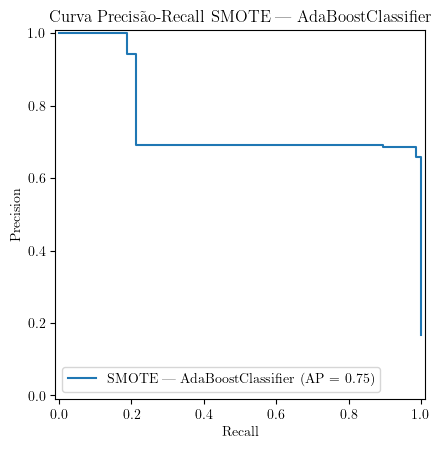 Curva Precisão-Recall SMOTE — AdaBoostClassifier
1.0
0.8
0.6
0.4
0.2
0.0
Precision
SMOTE — AdaBoostClassifier (AP = 0.75)
0.0 0.2 0.4 0.6 0.8 1.0
Recall